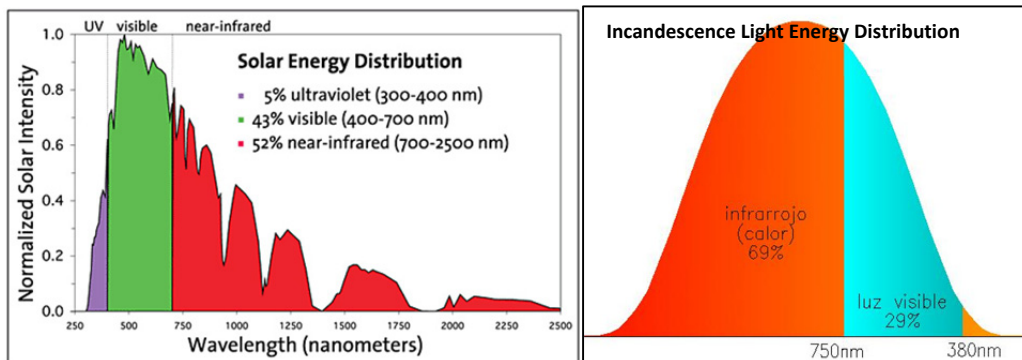 UV visible near-infrared
Solar Energy Distribution
5% ultraviolet (300-400 nm)
43% visible (400-700 nm)
52% near-infrared (700-2500 nm)
Normalized Solar Intensity
1.0
0.8
0.6
0.4
0.2
0.0
250 500 750 1000 1250 1500 1750 2000 2250 2500
Wavelength (nanometers)
Incandescence Light Energy Distribution
infrarrojo
(calor)
69%
luz visible
29%
750nm 380nm